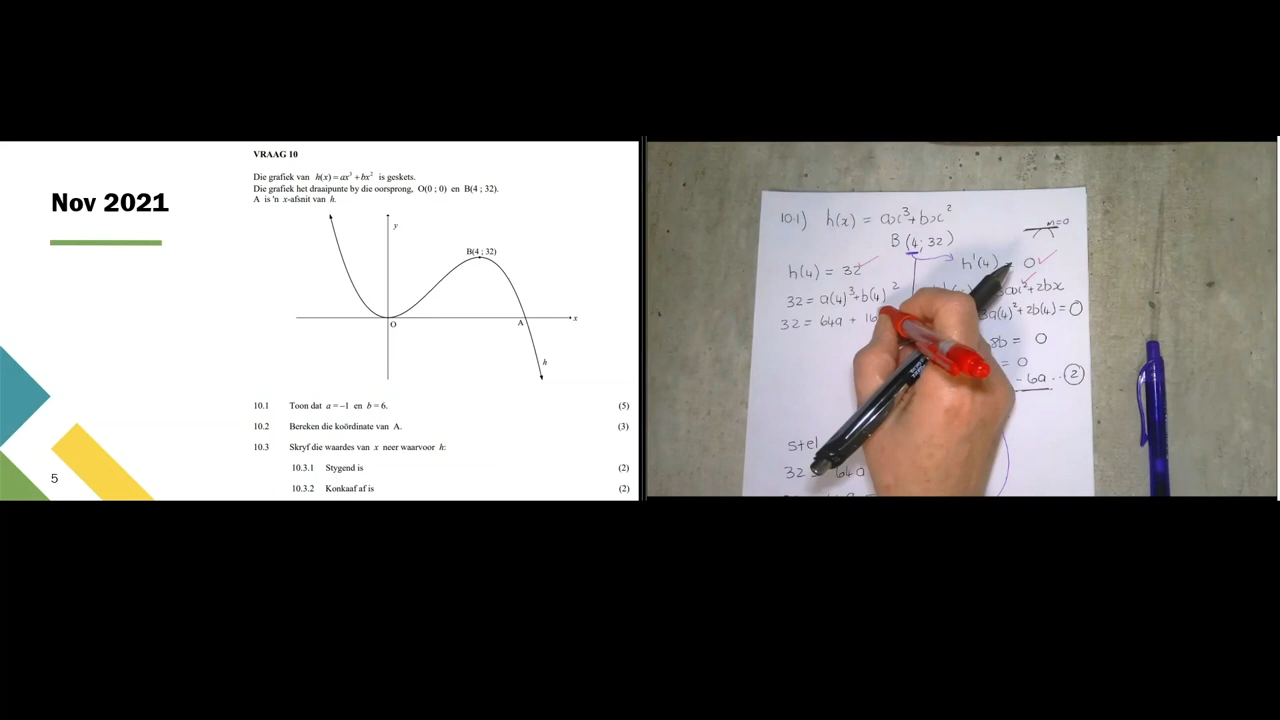 Nov 2021
5
VRAAG 10
Die grafiek van h(x) = ax³ + bx² is geskets.
Die grafiek het draaipunte by die oorsprong, O(0 ; 0) en B(4 ; 32).
A is 'n x-afsnit van h.
y
B(4 ; 32)
O
A
x
h
10.1 Toon dat a = –1 en b = 6. (5)
10.2 Bereken die koördinate van A. (3)
10.3 Skryf die waardes van x neer waarvoor h:
10.3.1 Stygend is (2)
10.3.2 Konkaaf af is (2)
10.1) h(x) = ax³ + bx²
m=0
B (4; 32)
h(4) = 32
h'(4) 0
32 = a(4)³+b(4)²
3ax²+2bx
32 = 64a + 16
3a(4)²+2b(4) = 0
8b = 0
= 0
- 6a .. (2)
stel
32 = 64a